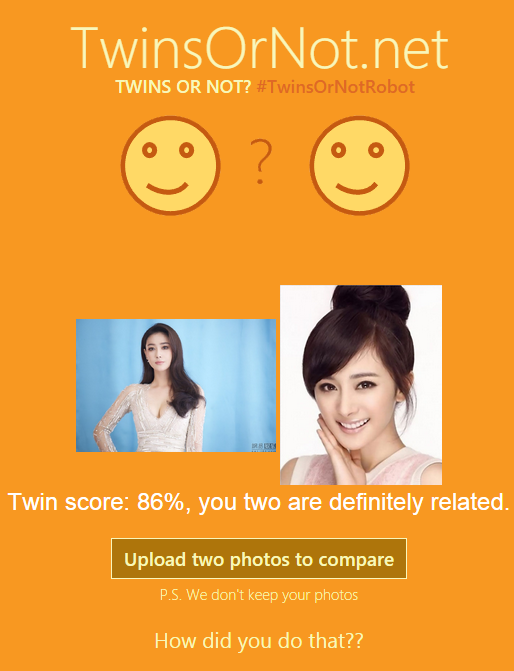 TwinsOrNot.net
TWINS OR NOT? #TwinsOrNotRobot
?
Twin score: 86%, you two are definitely related.
Upload two photos to compare
P.S. We don't keep your photos
How did you do that??